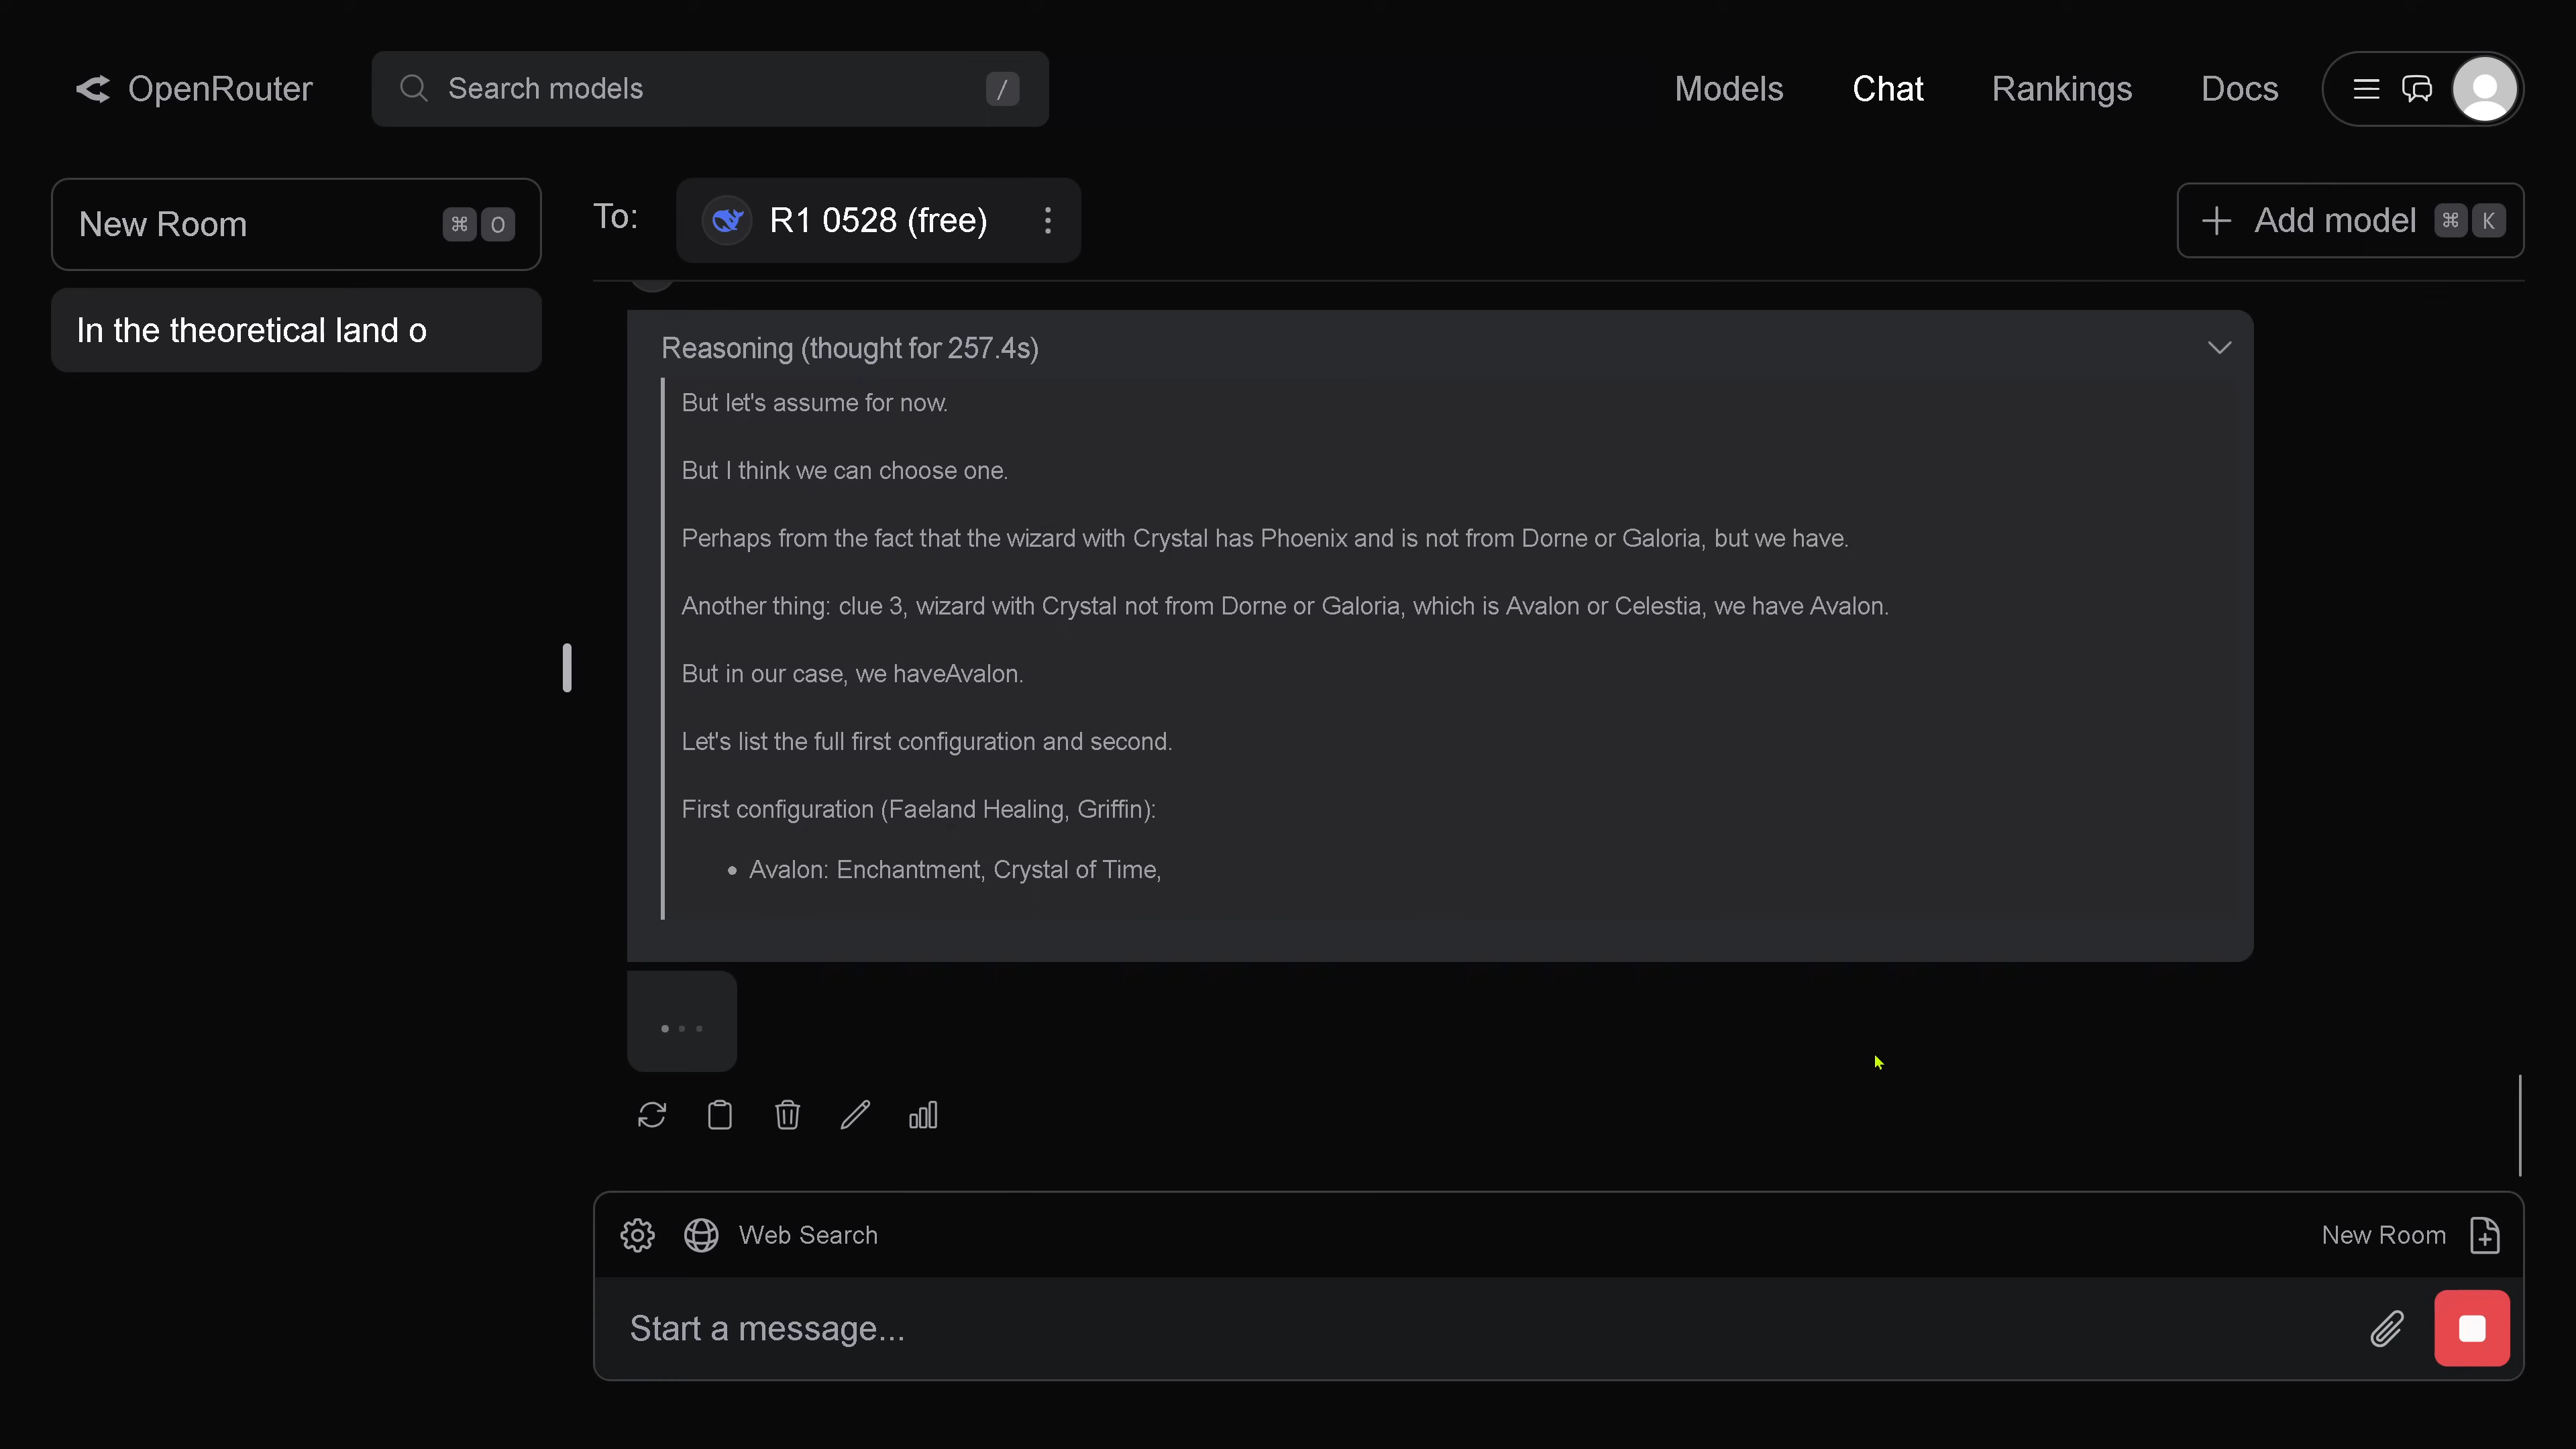 OpenRouter
Search models
/
Models
Chat
Rankings
Docs
New Room
⌘ O
To:
R1 0528 (free)
Add model
⌘ K
In the theoretical land o
Reasoning (thought for 257.4s)
But let's assume for now.
But I think we can choose one.
Perhaps from the fact that the wizard with Crystal has Phoenix and is not from Dorne or Galoria, but we have.
Another thing: clue 3, wizard with Crystal not from Dorne or Galoria, which is Avalon or Celestia, we have Avalon.
But in our case, we haveAvalon.
Let's list the full first configuration and second.
First configuration (Faeland Healing, Griffin):
• Avalon: Enchantment, Crystal of Time,
Web Search
New Room
Start a message...